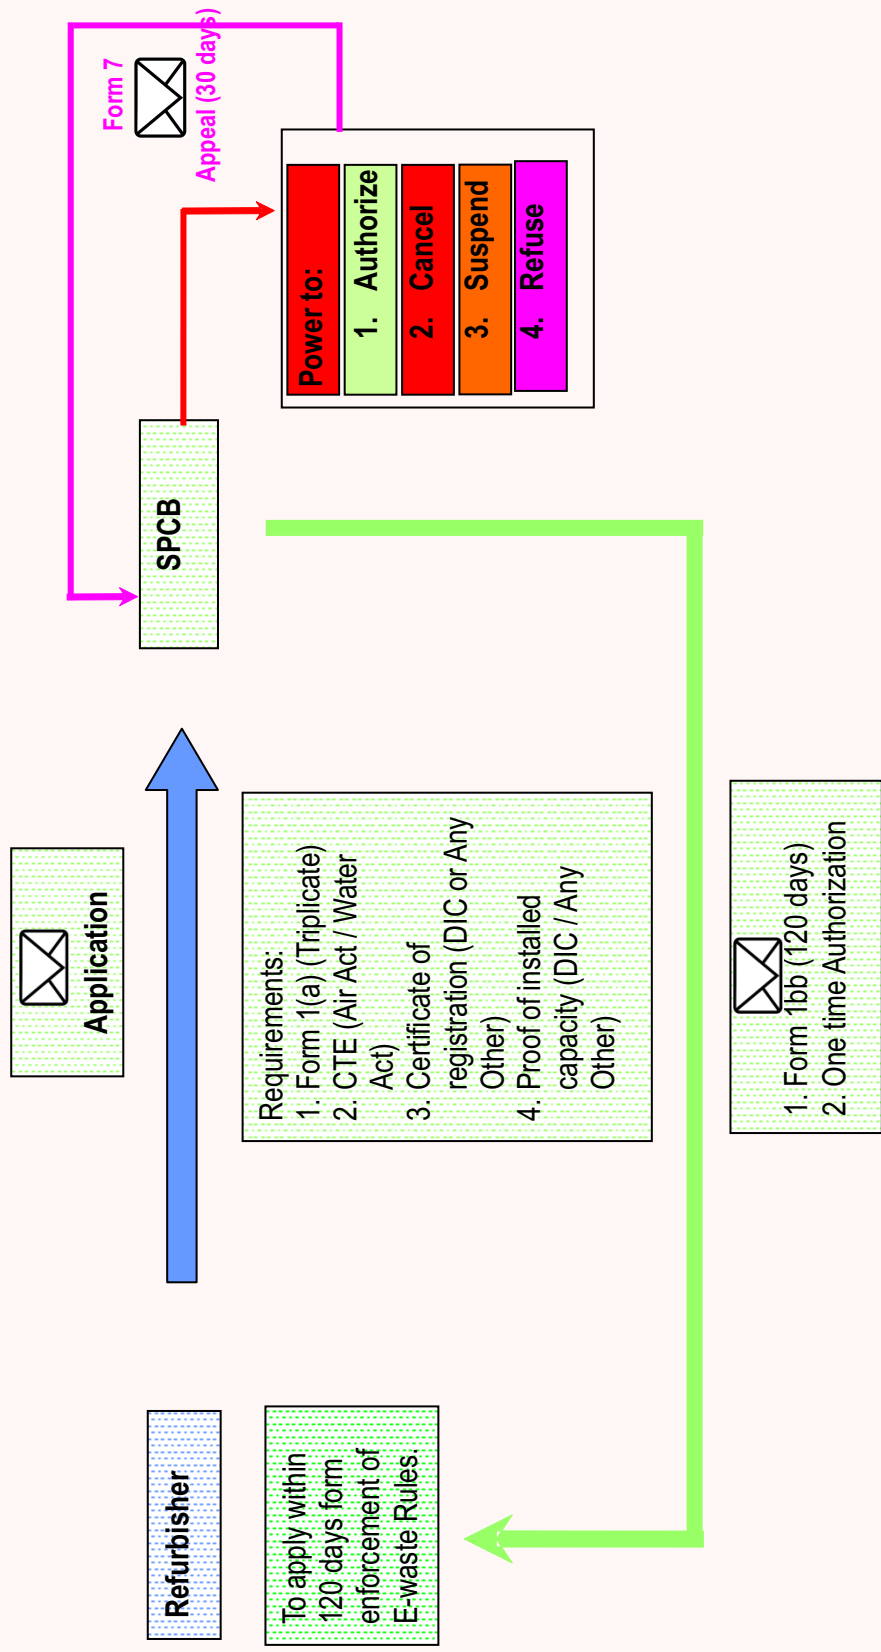 Refurbisher
To apply within
120 days form
enforcement of
E-waste Rules.
Application
Requirements:
1. Form 1(a) (Triplicate)
2. CTE (Air Act / Water
Act)
3. Certificate of
registration (DIC or Any
Other)
4. Proof of installed
capacity (DIC / Any
Other)
1. Form 1bb (120 days)
2. One time Authorization
SPCB
Form 7
Appeal (30 days)
Power to:
1. Authorize
2. Cancel
3. Suspend
4. Refuse